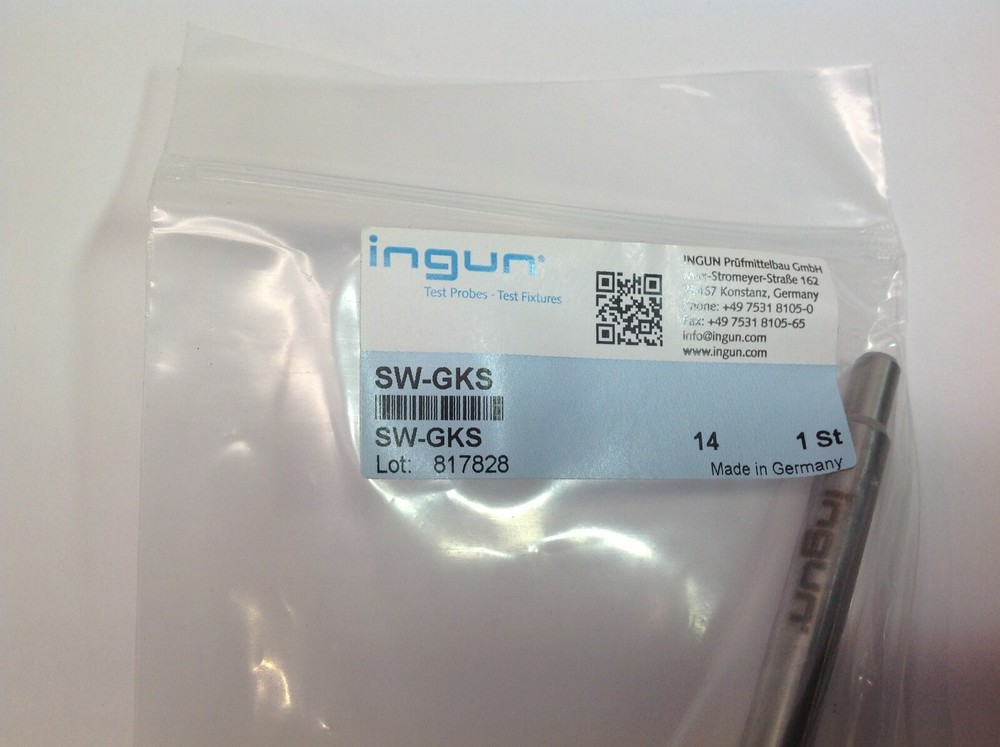 ingun®
Test Probes - Test Fixtures
INGUN Prüfmittelbau GmbH
162
Konstanz, Germany
+49 7531 8105-0
Fax: +49 7531 8105-65
info@ingun.com
www.ingun.com
SW-GKS
SW-GKS
14
1 St
Lot: 817828
Made in Germany
ingun